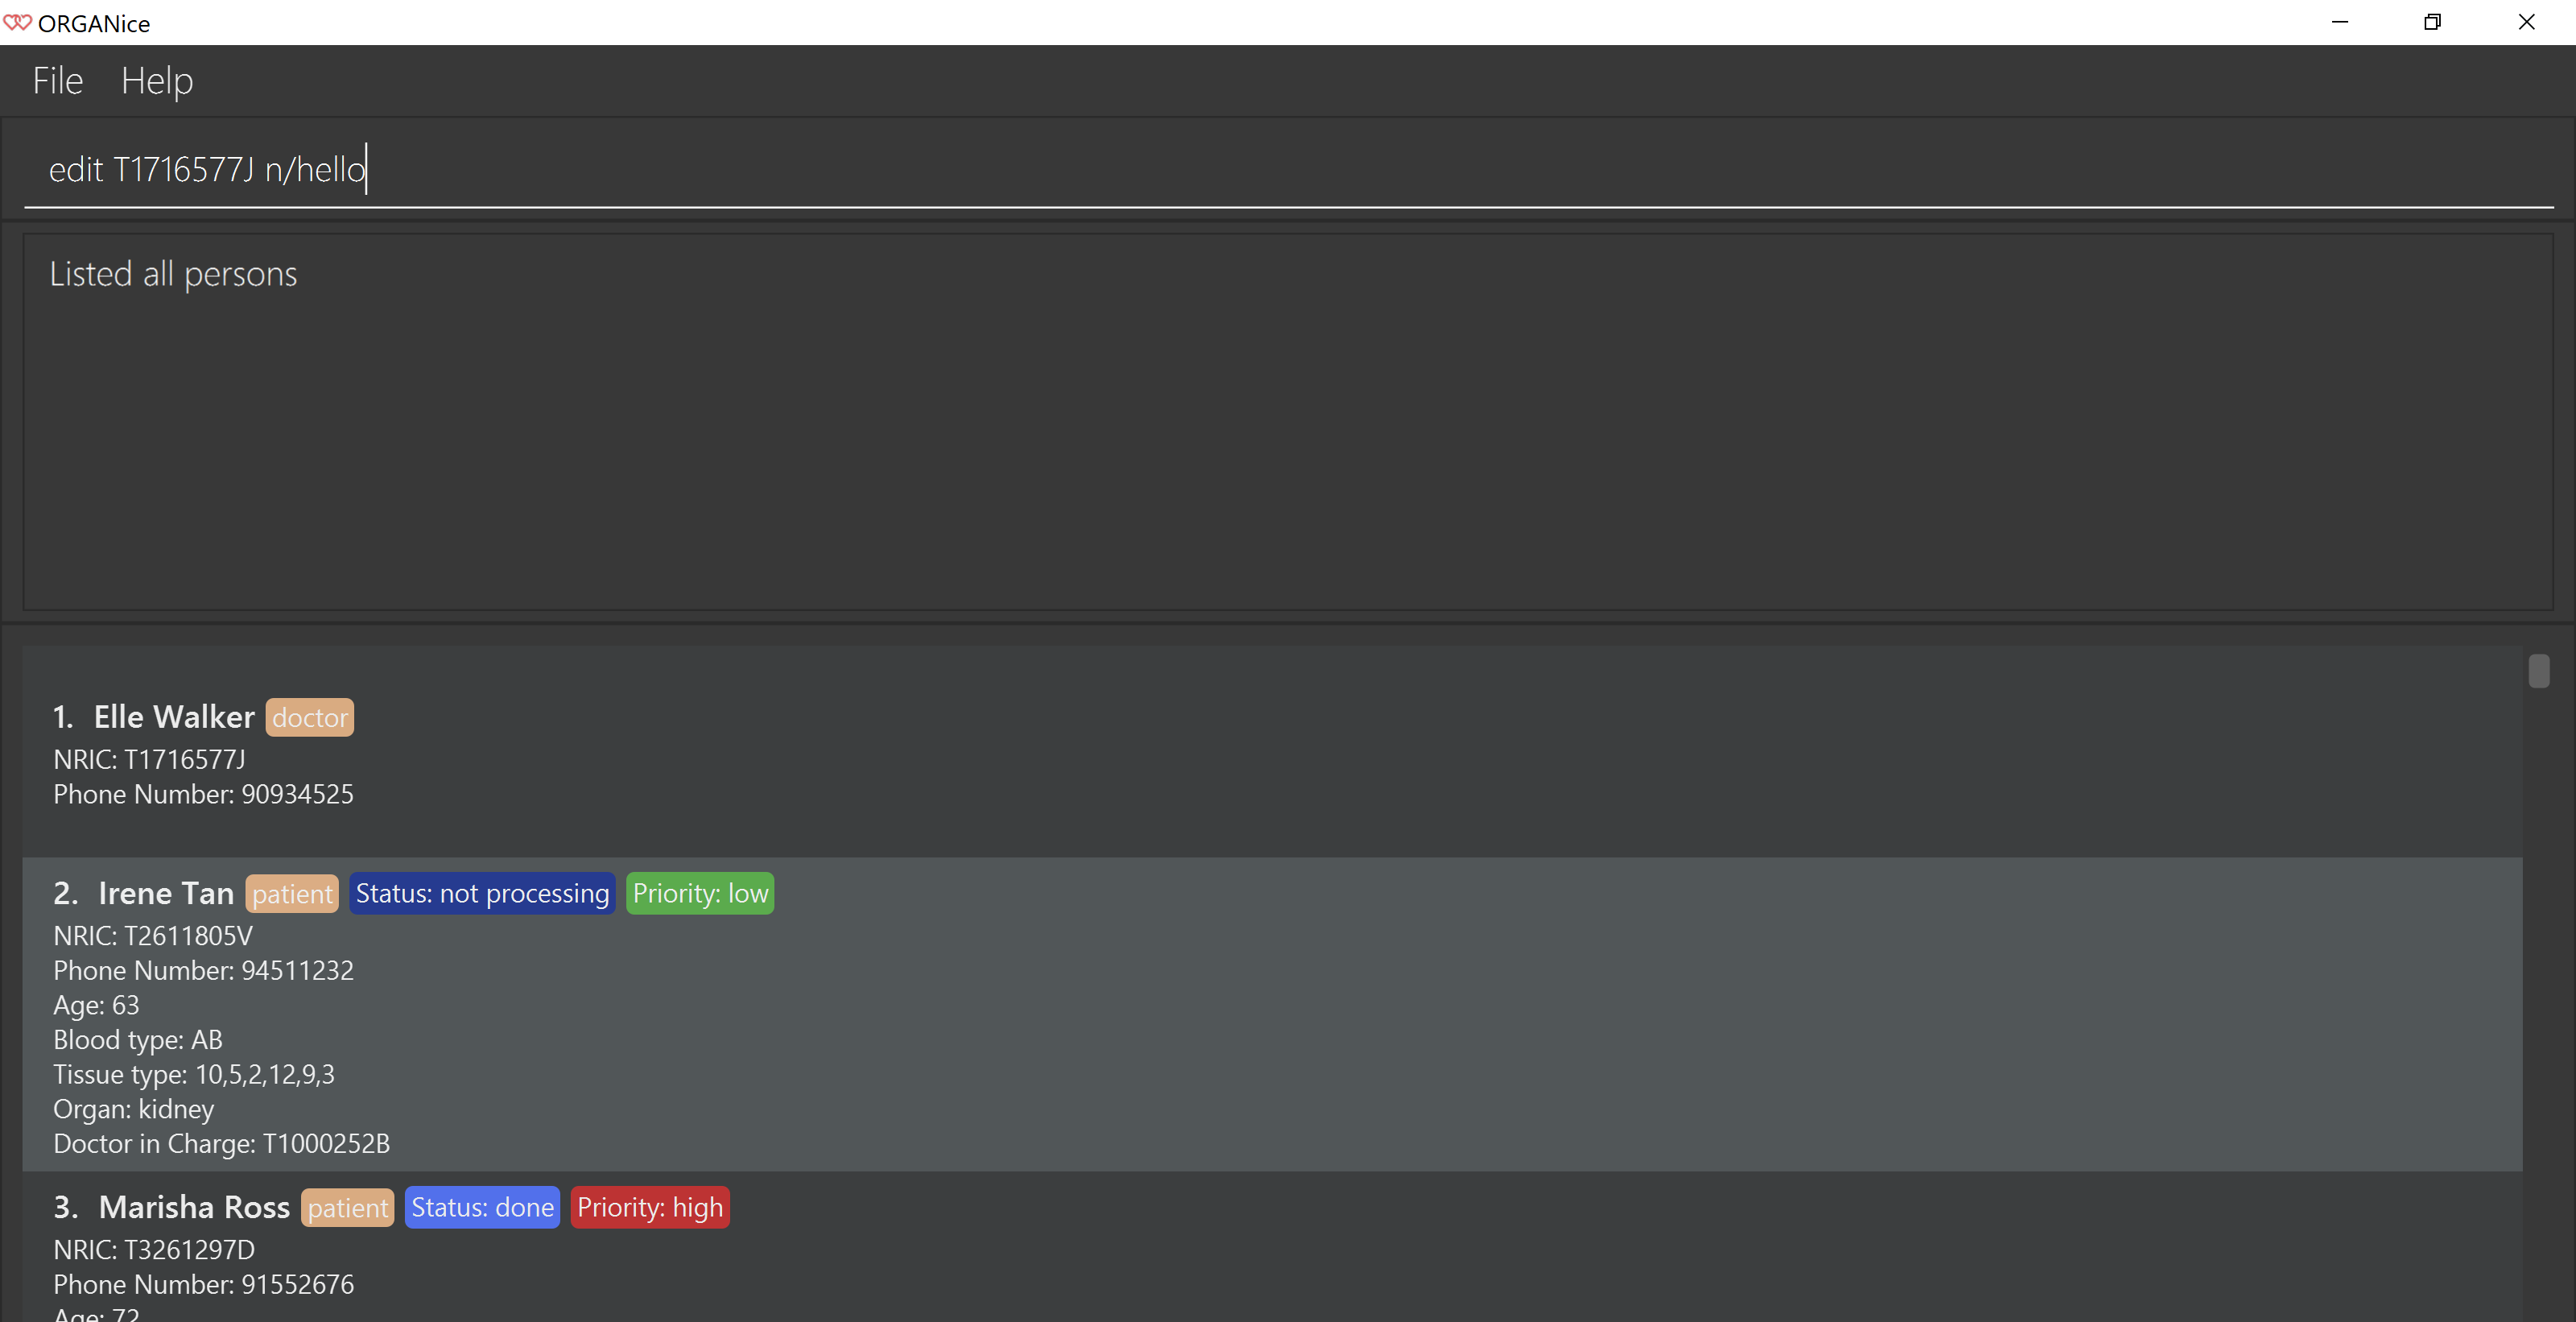 ORGANice
File Help
edit T1716577J n/hello
Listed all persons
1. Elle Walker doctor
NRIC: T1716577J
Phone Number: 90934525
2. Irene Tan patient Status: not processing Priority: low
NRIC: T2611805V
Phone Number: 94511232
Age: 63
Blood type: AB
Tissue type: 10,5,2,12,9,3
Organ: kidney
Doctor in Charge: T1000252B
3. Marisha Ross patient Status: done Priority: high
NRIC: T3261297D
Phone Number: 91552676
Age: 72